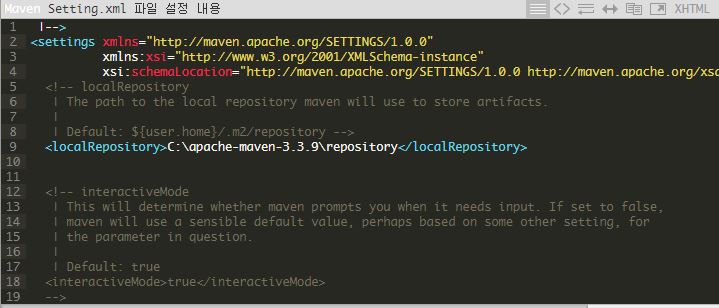 Maven Setting.xml 파일 설정 내용
XHTML
1 |-->
2 <settings xmlns="http://maven.apache.org/SETTINGS/1.0.0"
3 xmlns:xsi="http://www.w3.org/2001/XMLSchema-instance"
4 xsi:schemaLocation="http://maven.apache.org/SETTINGS/1.0.0 http://maven.apache.org/xsd
5 <!-- localRepository
6 | The path to the local repository maven will use to store artifacts.
7 |
8 | Default: ${user.home}/.m2/repository -->
9 <localRepository>C:\apache-maven-3.3.9\repository</localRepository>
10
11
12 <!-- interactiveMode
13 | This will determine whether maven prompts you when it needs input. If set to false,
14 | maven will use a sensible default value, perhaps based on some other setting, for
15 | the parameter in question.
16 |
17 | Default: true
18 <interactiveMode>true</interactiveMode>
19 -->